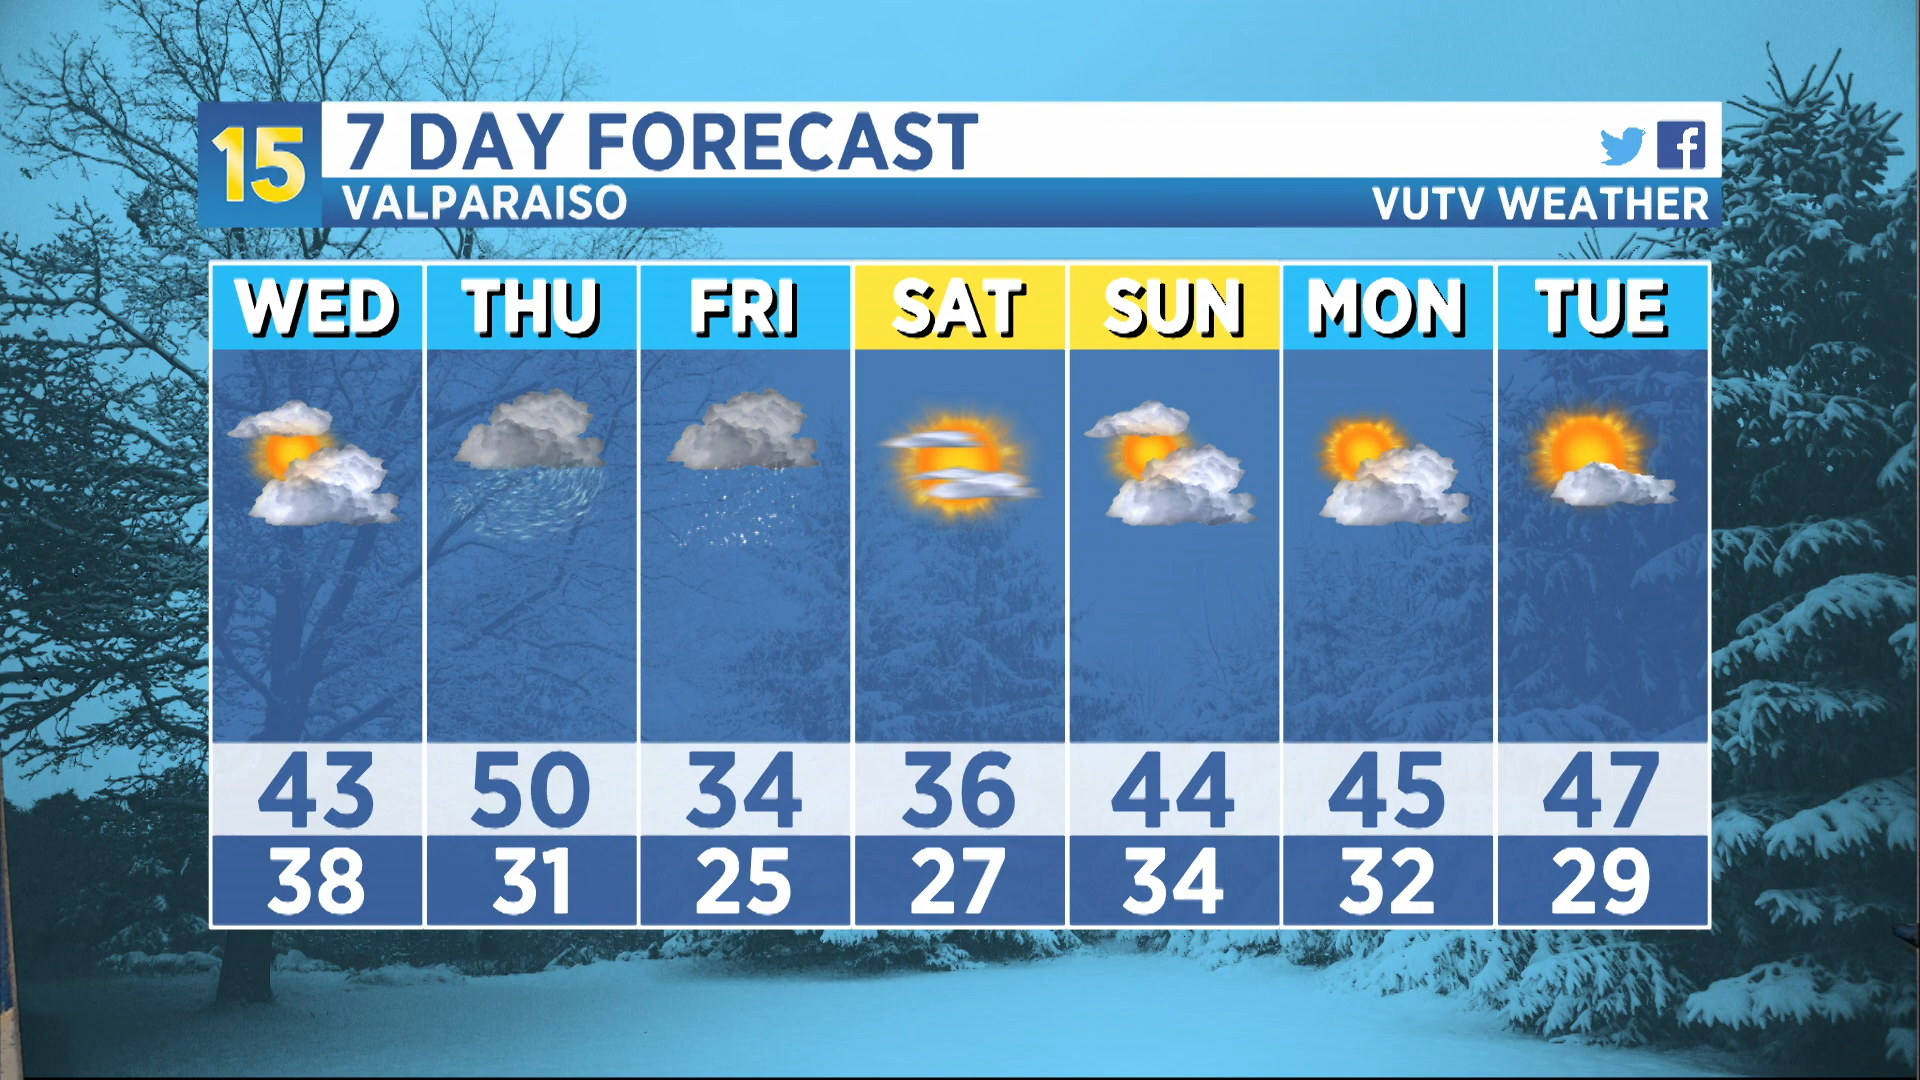 15
7 DAY FORECAST
VALPARAISO
VUTV WEATHER
WED THU FRI SAT SUN MON TUE
43 50 34 36 44 45 47
38 31 25 27 34 32 29